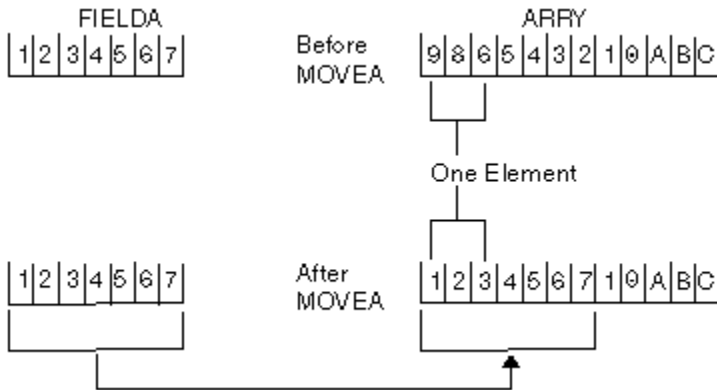 FIELDA ARRY
1 2 3 4 5 6 7 Before MOVEA 9 8 6 5 4 3 2 1 0 A B C
One Element
1 2 3 4 5 6 7 After MOVEA 1 2 3 4 5 6 7 1 0 A B C